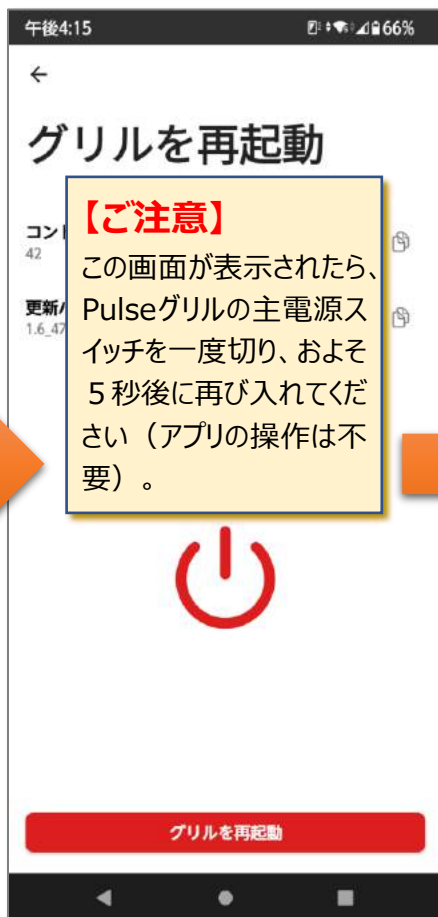 午後4:15 66%
グリルを再起動
コント
42
更新
1.6_47
【ご注意】
この画面が表示されたら、
Pulseグリルの主電源ス
イッチを一度切り、およそ
５秒後に再び入れてくだ
さい（アプリの操作は不
要）。
グリルを再起動